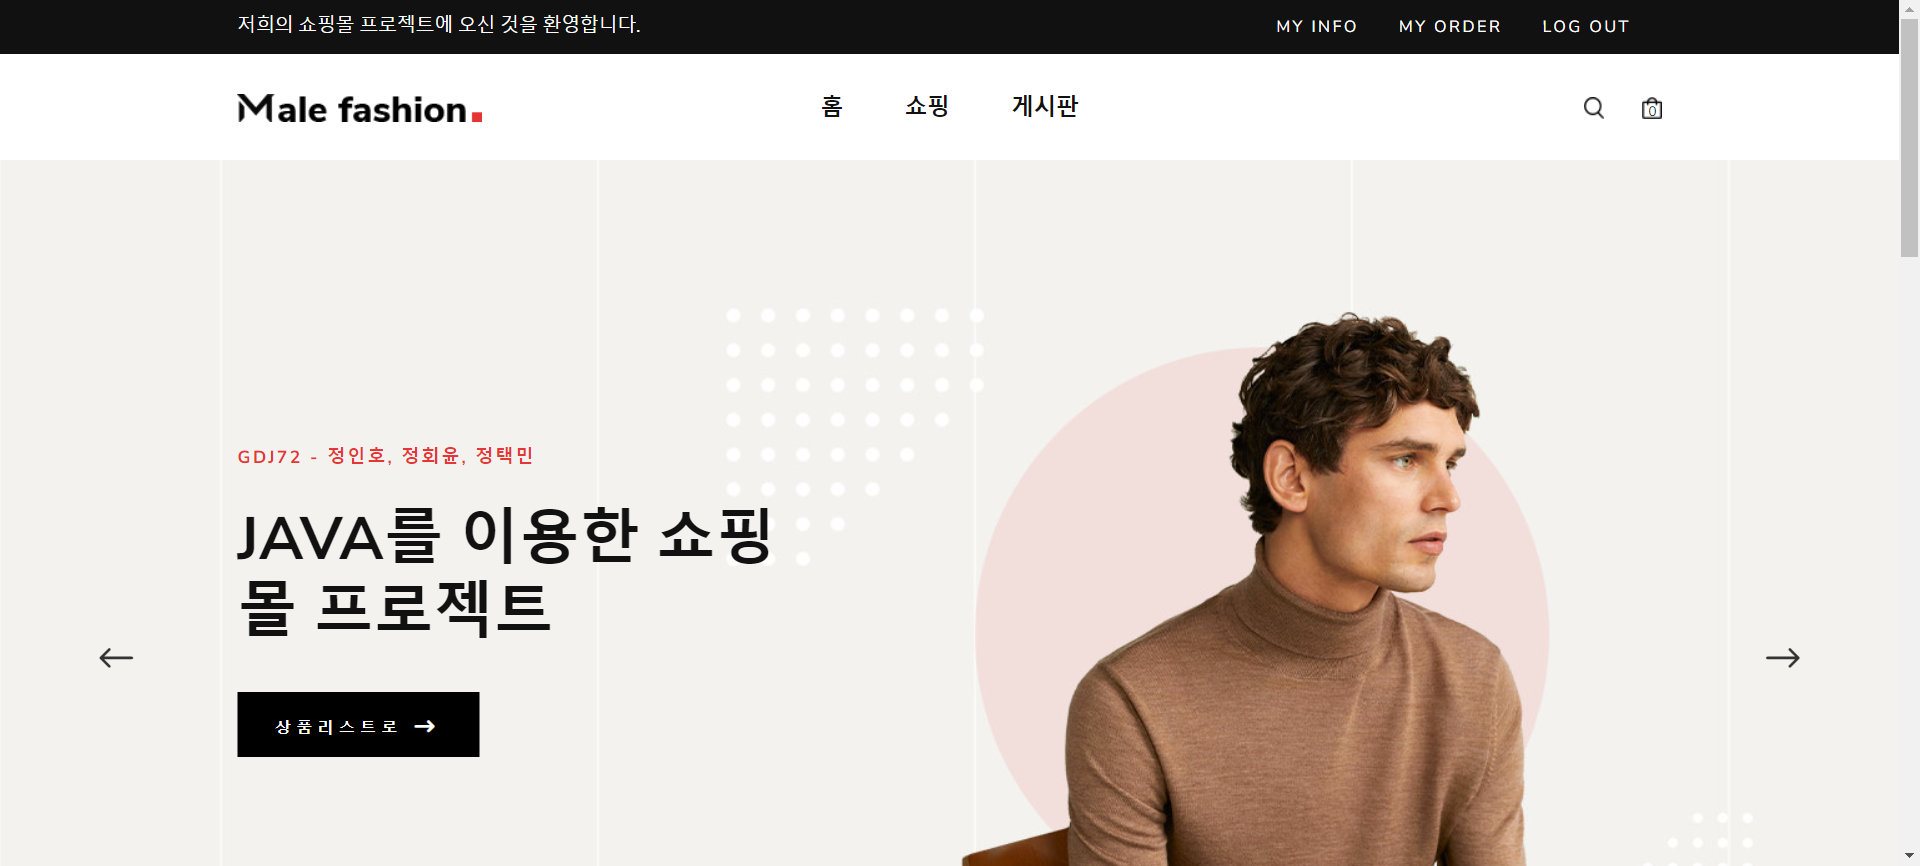 저희의 쇼핑몰 프로젝트에 오신 것을 환영합니다.
MY INFO MY ORDER LOG OUT
Male fashion.
홈 쇼핑 게시판
0
GDJ72 - 정인호, 정회윤, 정택민
JAVA를 이용한 쇼핑
몰 프로젝트
상품리스트로